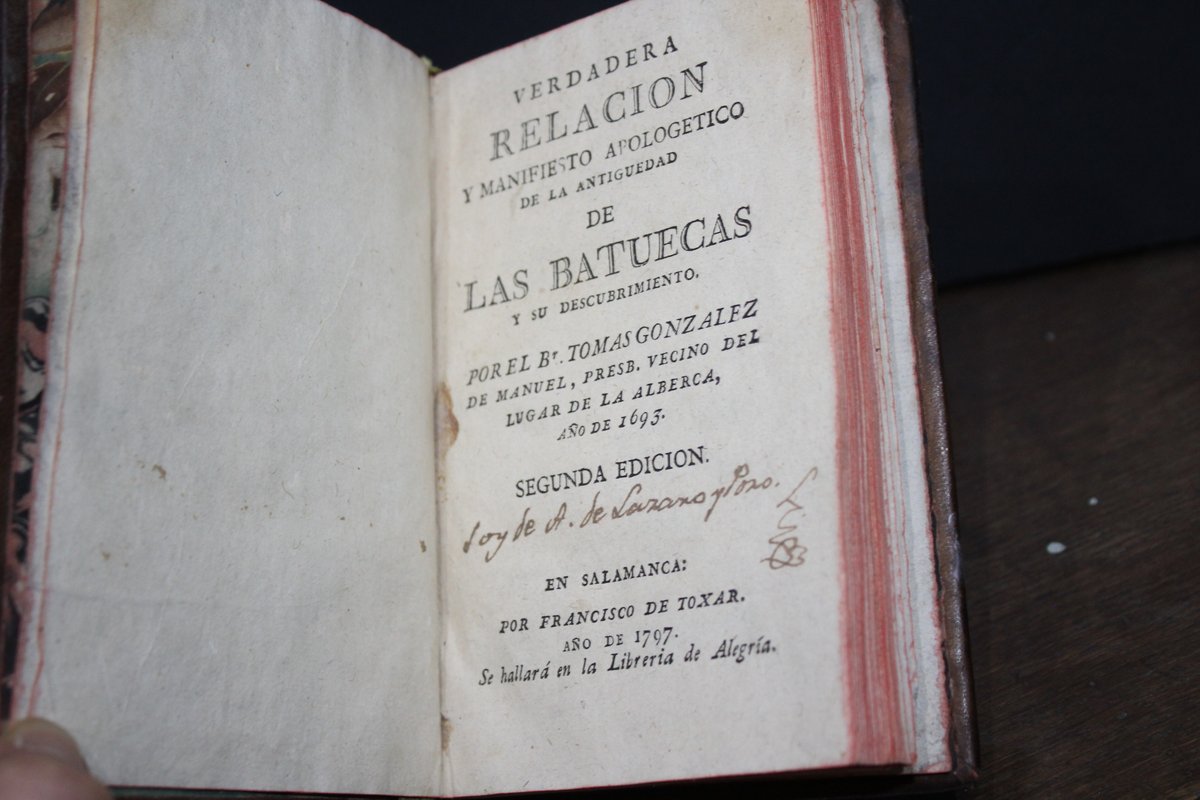 VERDADERA
RELACION
Y MANIFIESTO APOLOGETICO
DE LA ANTIGUEDAD
DE
LAS BATUECAS
Y SU DESCUBRIMIENTO.
POR EL Br. TOMAS GONZALEZ
DE MANUEL, PRESB. VECINO DEL
LUGAR DE LA ALBERCA,
AÑO DE 1693.
SEGUNDA EDICION.
Soy de A. de Lazaro y Pozo.
EN SALAMANCA:
POR FRANCISCO DE TOXAR.
AÑO DE 1797.
Se hallará en la Libreria de Alegría.